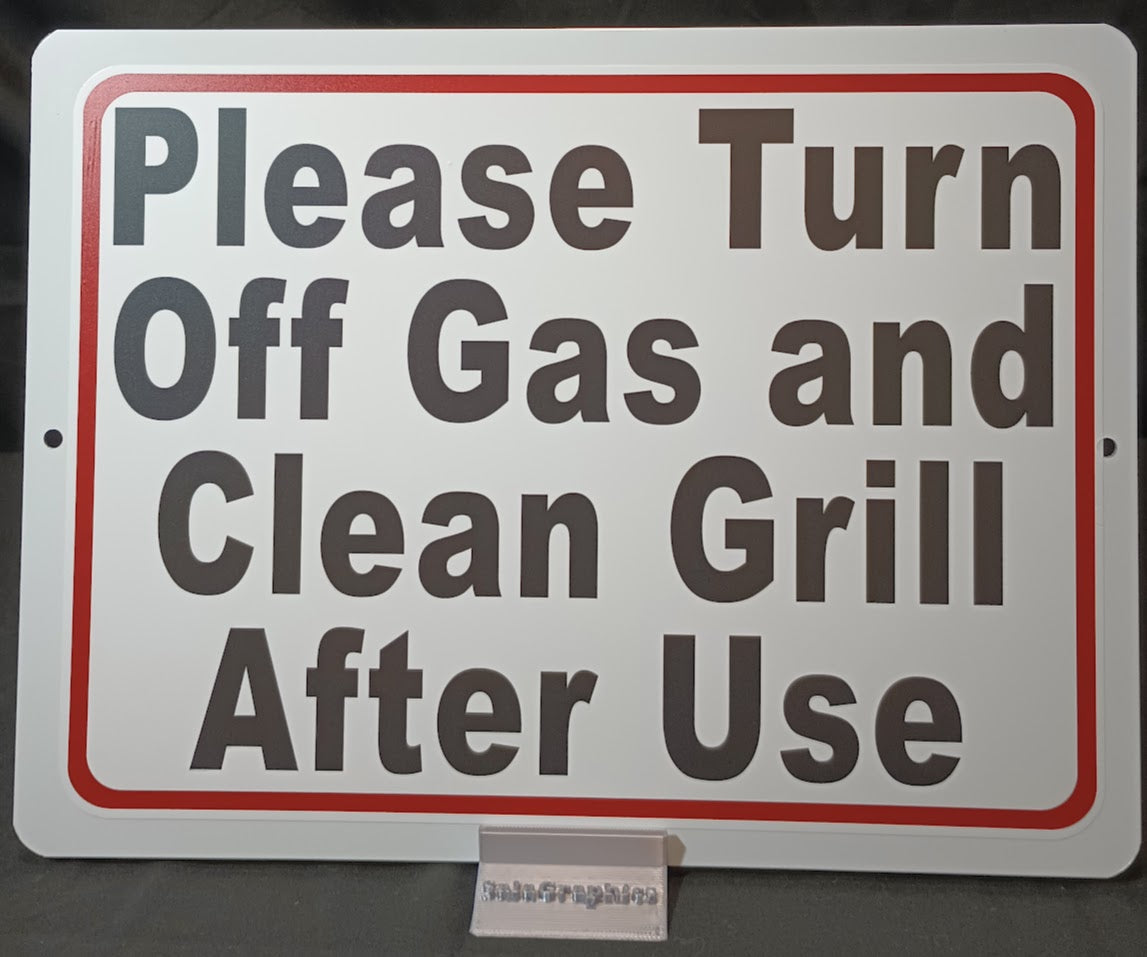 Please Turn
Off Gas and
Clean Grill
After Use